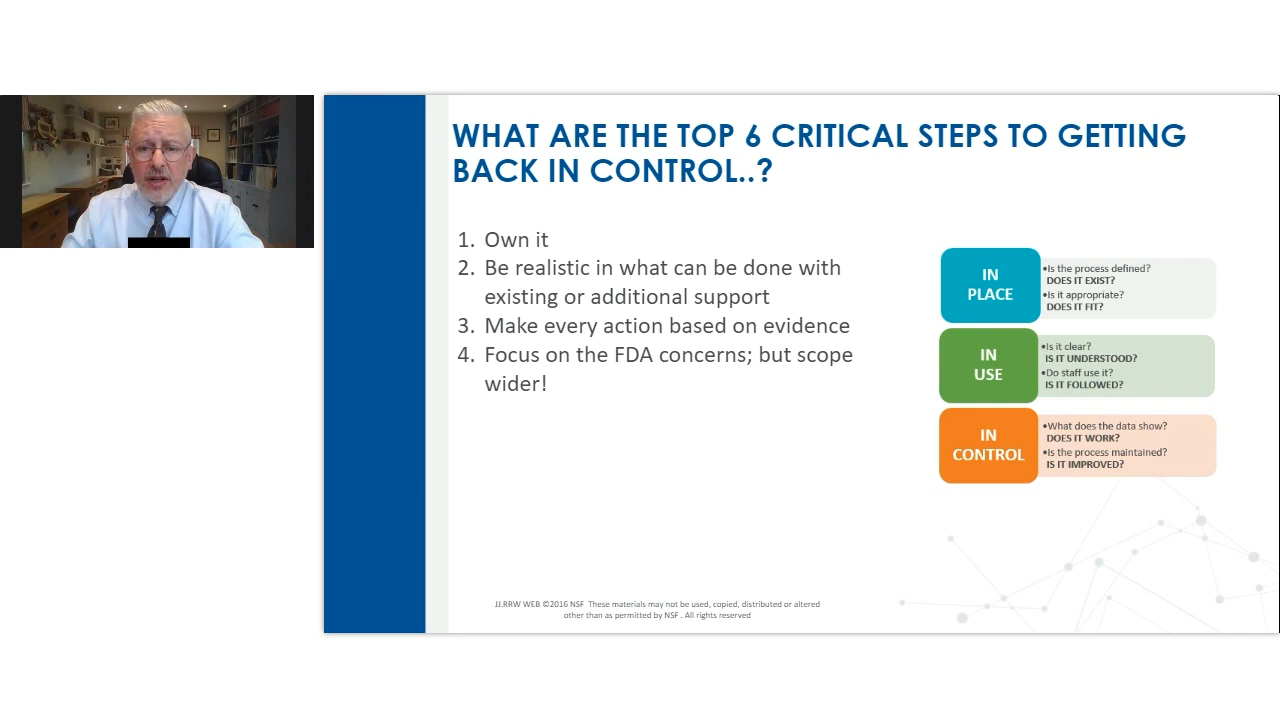 WHAT ARE THE TOP 6 CRITICAL STEPS TO GETTING
BACK IN CONTROL..?
1. Own it
2. Be realistic in what can be done with
existing or additional support
3. Make every action based on evidence
4. Focus on the FDA concerns; but scope
wider!
IN
PLACE
•Is the process defined?
DOES IT EXIST?
•Is it appropriate?
DOES IT FIT?
IN
USE
•Is it clear?
IS IT UNDERSTOOD?
•Do staff use it?
IS IT FOLLOWED?
IN
CONTROL
•What does the data show?
DOES IT WORK?
•Is the process maintained?
IS IT IMPROVED?
JJ.RRW WEB ©2016 NSF These materials may not be used, copied, distributed or altered
other than as permitted by NSF . All rights reserved